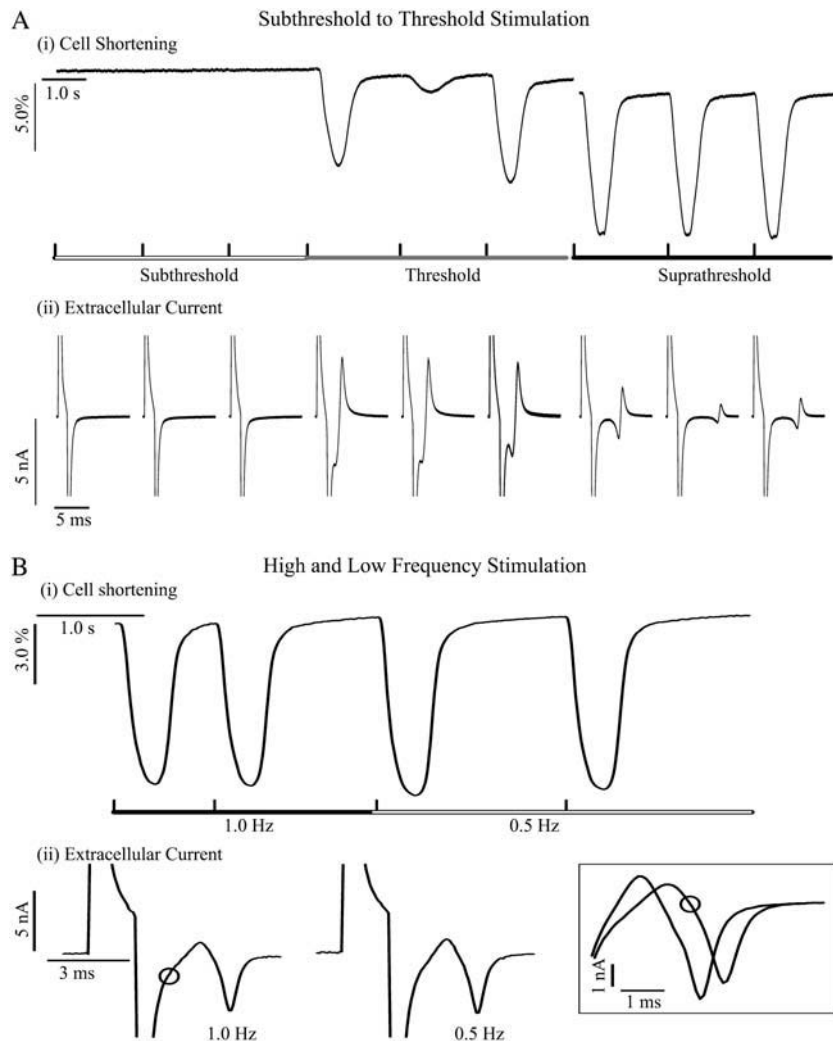 A
Subthreshold to Threshold Stimulation
(i) Cell Shortening
1.0 s
5.0%
Subthreshold
Threshold
Suprathreshold
(ii) Extracellular Current
5 nA
5 ms
B
High and Low Frequency Stimulation
(i) Cell shortening
1.0 s
3.0 %
1.0 Hz
0.5 Hz
(ii) Extracellular Current
5 nA
3 ms
1.0 Hz
0.5 Hz
1 nA
1 ms